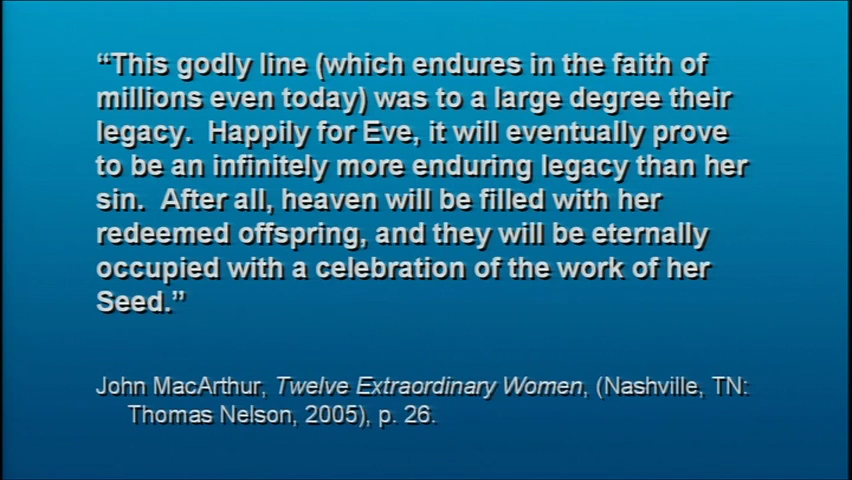 “This godly line (which endures in the faith of
millions even today) was to a large degree their
legacy.  Happily for Eve, it will eventually prove
to be an infinitely more enduring legacy than her
sin.  After all, heaven will be filled with her
redeemed offspring, and they will be eternally
occupied with a celebration of the work of her
Seed.”
John MacArthur, Twelve Extraordinary Women, (Nashville, TN:
Thomas Nelson, 2005), p. 26.